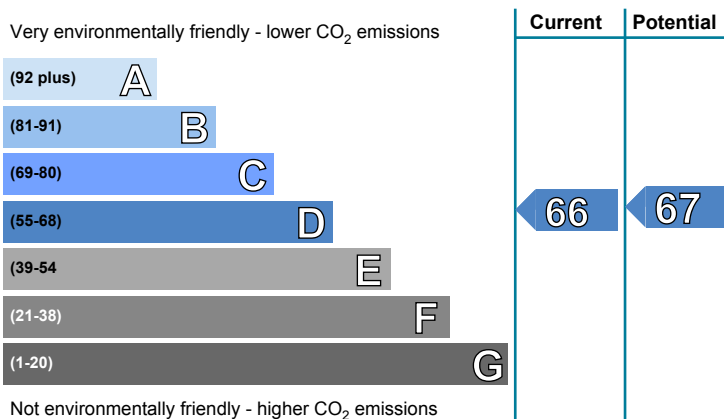 Current Potential
Very environmentally friendly - lower CO2 emissions
(92 plus) A
(81-91) B
(69-80) C
(55-68) D 66 67
(39-54 E
(21-38) F
(1-20) G
Not environmentally friendly - higher CO2 emissions